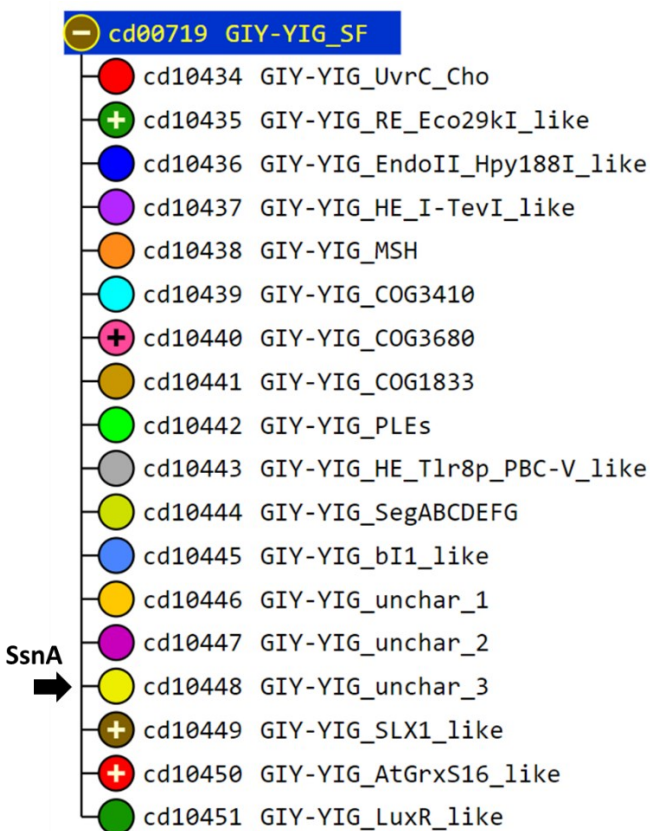 cd00719 GIY-YIG_SF
cd10434 GIY-YIG_UvrC_Cho
cd10435 GIY-YIG_RE_Eco29kI_like
cd10436 GIY-YIG_EndoII_Hpy188I_like
cd10437 GIY-YIG_HE_I-TevI_like
cd10438 GIY-YIG_MSH
cd10439 GIY-YIG_COG3410
cd10440 GIY-YIG_COG3680
cd10441 GIY-YIG_COG1833
cd10442 GIY-YIG_PLEs
cd10443 GIY-YIG_HE_Tlr8p_PBC-V_like
cd10444 GIY-YIG_SegABCDEFG
cd10445 GIY-YIG_bI1_like
cd10446 GIY-YIG_unchar_1
cd10447 GIY-YIG_unchar_2
SsnA
cd10448 GIY-YIG_unchar_3
cd10449 GIY-YIG_SLX1_like
cd10450 GIY-YIG_AtGrxS16_like
cd10451 GIY-YIG_LuxR_like